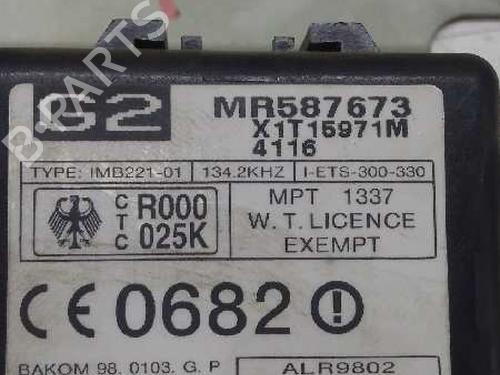 G2
MR587673
X1T15971M
4116
TYPE: IMB221-01 134.2KHZ I-ETS-300-330
CTC R000
025K
MPT 1337
W.T. LICENCE
EXEMPT
CE 0682
BAKOM 98. 0103. G. P
ALR9802
B-PARTS